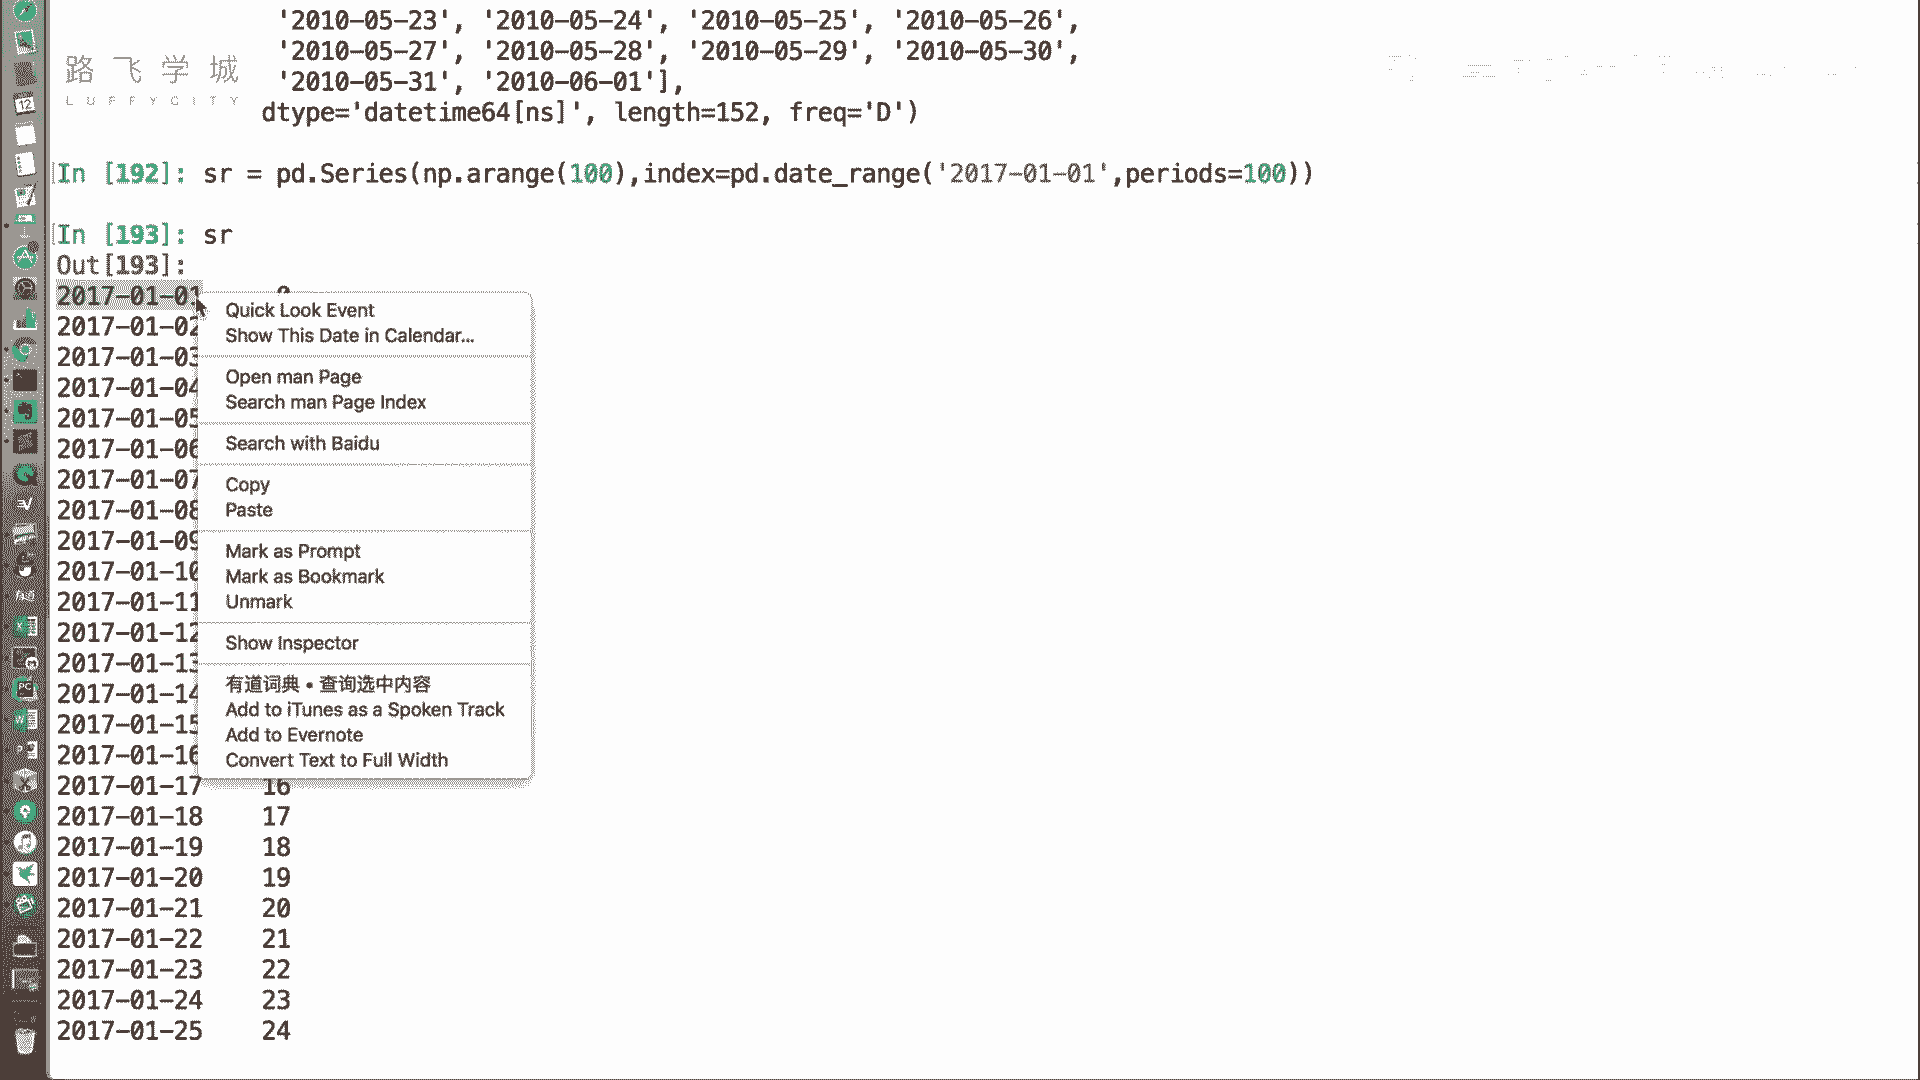 '2010-05-23', '2010-05-24', '2010-05-25', '2010-05-26',
'2010-05-27', '2010-05-28', '2010-05-29', '2010-05-30',
'2010-05-31', '2010-06-01'],
dtype='datetime64[ns]', length=152, freq='D')
路飞学城
LUFFYCITY
In [192]: sr = pd.Series(np.arange(100),index=pd.date_range('2017-01-01',periods=100))
In [193]: sr
Out[193]:
2017-01-01 0
2017-01-02
2017-01-03
2017-01-04
2017-01-05
2017-01-06
2017-01-07
2017-01-08
2017-01-09
2017-01-10
2017-01-11
2017-01-12
2017-01-13
2017-01-14
2017-01-15
2017-01-16
2017-01-17 16
2017-01-18 17
2017-01-19 18
2017-01-20 19
2017-01-21 20
2017-01-22 21
2017-01-23 22
2017-01-24 23
2017-01-25 24
Quick Look Event
Show This Date in Calendar...
Open man Page
Search man Page Index
Search with Baidu
Copy
Paste
Mark as Prompt
Mark as Bookmark
Unmark
Show Inspector
有道词典 • 查询选中内容
Add to iTunes as a Spoken Track
Add to Evernote
Convert Text to Full Width
12